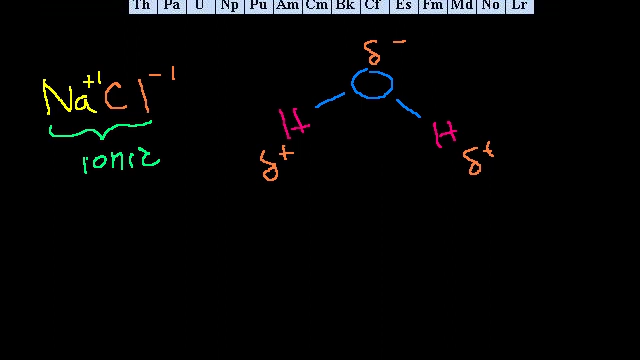 Th Pa U Np Pu Am Cm Bk Cf Es Fm Md No Lr
δ-
Na+1Cl-1
O
H H
δ+ δ+
ionic